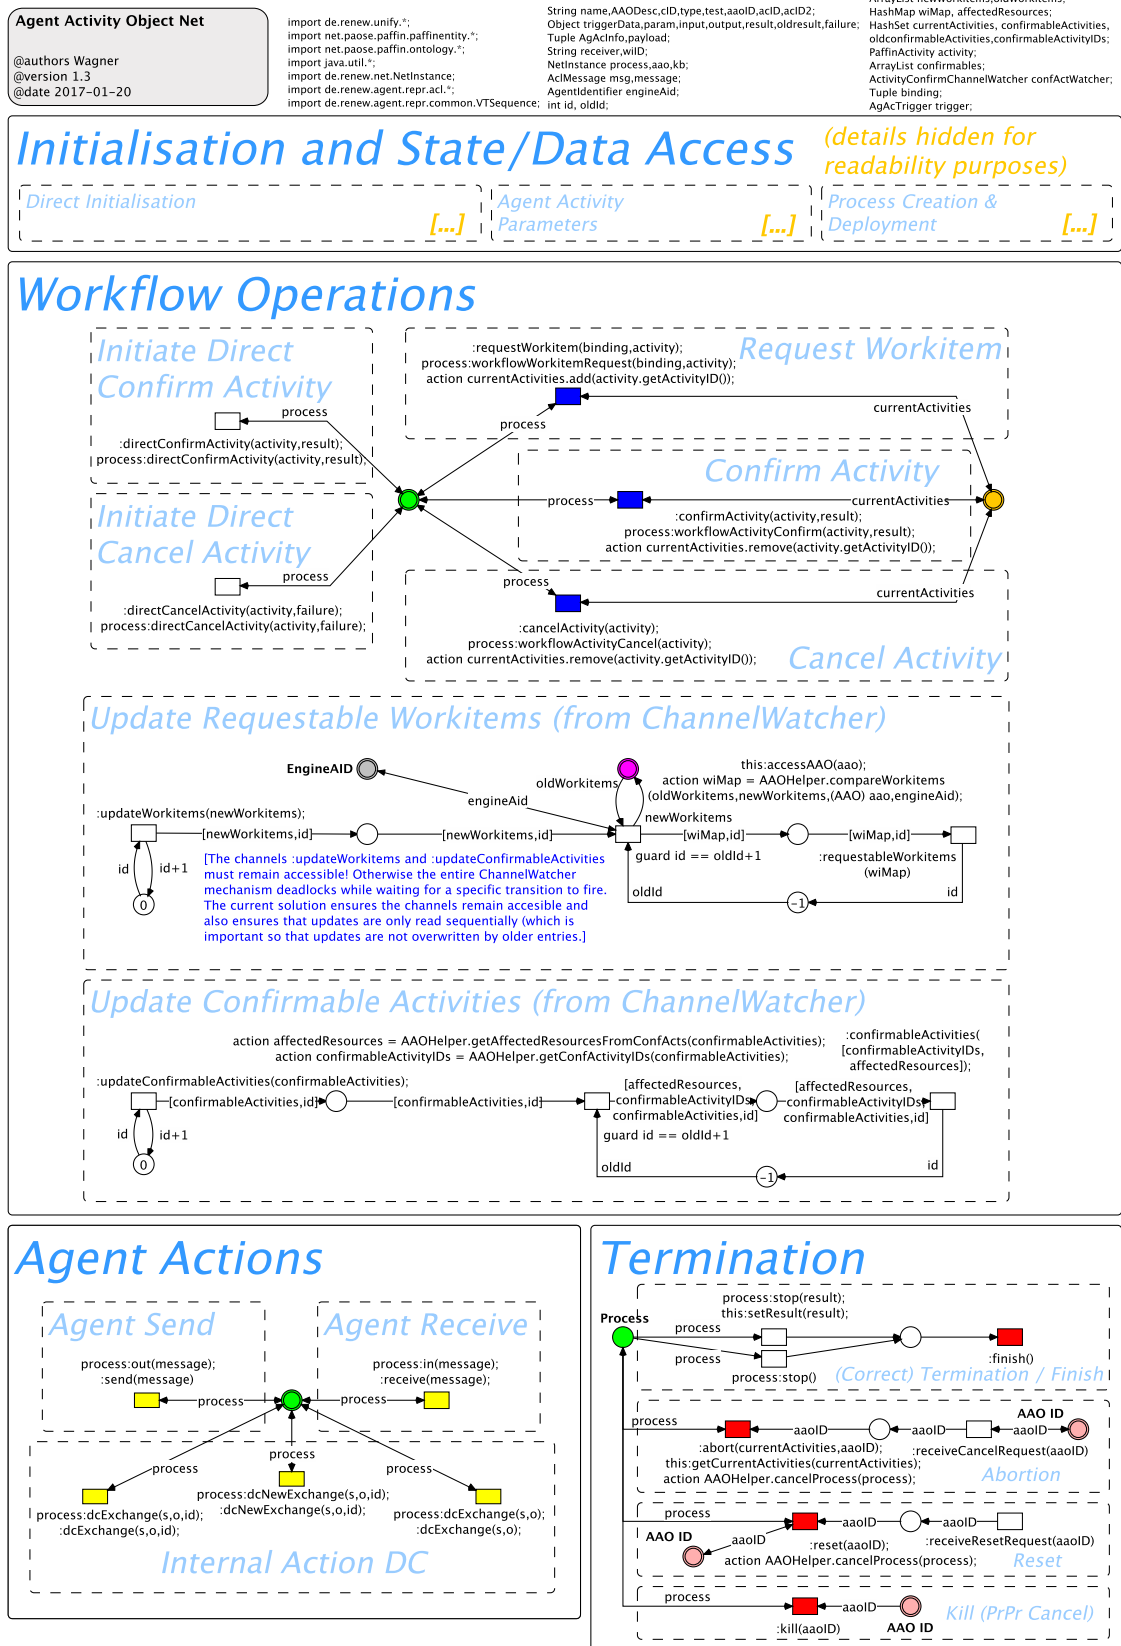 Agent Activity Object Net
@authors Wagner
@version 1.3
@date 2017-01-20
import de.renew.unify.*;
import net.paose.paffin.paffinentity.*;
import net.paose.paffin.ontology.*;
import java.util.*;
import de.renew.net.NetInstance;
import de.renew.agent.repr.acl.*;
import de.renew.agent.repr.common.VTSequence;
String name,AAODesc,cID,type,test,aaoID,acID,acID2;
Object triggerData,param,input,output,result,oldresult,failure;
Tuple AgAcInfo,payload;
String receiver,wiID;
NetInstance process,aao,kb;
AclMessage msg,message;
AgentIdentifier engineAid;
int id, oldId;
HashMap wiMap, affectedResources;
HashSet currentActivities, confirmableActivities,
oldconfirmableActivities,confirmableActivityIDs;
PaffinActivity activity;
ArrayList confirmables;
ActivityConfirmChannelWatcher confActWatcher;
Tuple binding;
AgAcTrigger trigger;
Initialisation and State/Data Access
(details hidden for
readability purposes)
Direct Initialisation
[...]
Agent Activity
Parameters
[...]
Process Creation &
Deployment
[...]
Workflow Operations
Initiate Direct
Confirm Activity
process
:directConfirmActivity(activity,result);
process:directConfirmActivity(activity,result);
Initiate Direct
Cancel Activity
process
:directCancelActivity(activity,failure);
process:directCancelActivity(activity,failure);
Request Workitem
:requestWorkitem(binding,activity);
process:workflowWorkitemRequest(binding,activity);
action currentActivities.add(activity.getActivityID());
process
currentActivities
Confirm Activity
process
currentActivities
:confirmActivity(activity,result);
process:workflowActivityConfirm(activity,result);
action currentActivities.remove(activity.getActivityID());
process
currentActivities
:cancelActivity(activity);
process:workflowActivityCancel(activity);
action currentActivities.remove(activity.getActivityID());
Cancel Activity
Update Requestable Workitems (from ChannelWatcher)
EngineAID
engineAid
oldWorkitems
newWorkitems
this:accessAAO(aao);
action wiMap = AAOHelper.compareWorkitems
(oldWorkitems,newWorkitems,(AAO) aao,engineAid);
:updateWorkitems(newWorkitems);
[newWorkitems,id]
[newWorkitems,id]
[wiMap,id]
[wiMap,id]
id
id+1
0
guard id == oldId+1
:requestableWorkitems
(wiMap)
oldId
-1
id
[The channels :updateWorkitems and :updateConfirmableActivities
must remain accessible! Otherwise the entire ChannelWatcher
mechanism deadlocks while waiting for a specific transition to fire.
The current solution ensures the channels remain accesible and
also ensures that updates are only read sequentially (which is
important so that updates are not overwritten by older entries.]
Update Confirmable Activities (from ChannelWatcher)
action affectedResources = AAOHelper.getAffectedResourcesFromConfActs(confirmableActivities);
action confirmableActivityIDs = AAOHelper.getConfActivityIDs(confirmableActivities);
:confirmableActivities(
[confirmableActivityIDs,
affectedResources]);
:updateConfirmableActivities(confirmableActivities);
[confirmableActivities,id]
[confirmableActivities,id]
[affectedResources,
confirmableActivityIDs,
confirmableActivities,id]
[affectedResources,
confirmableActivityIDs,
confirmableActivities,id]
id
id+1
0
guard id == oldId+1
oldId
-1
id
Agent Actions
Agent Send
process:out(message);
:send(message)
process
Agent Receive
process:in(message);
:receive(message);
process
process
process
process
process:dcExchange(s,o,id);
:dcExchange(s,o,id);
process:dcNewExchange(s,o,id);
:dcNewExchange(s,o,id);
process:dcExchange(s,o);
:dcExchange(s,o);
Internal Action DC
Termination
process:stop(result);
this:setResult(result);
Process
process
process
process:stop()
:finish()
(Correct) Termination / Finish
process
aaoID
aaoID
aaoID
AAO ID
:abort(currentActivities,aaoID);
this:getCurrentActivities(currentActivities);
action AAOHelper.cancelProcess(process);
:receiveCancelRequest(aaoID)
Abortion
process
AAO ID
aaoID
aaoID
aaoID
:reset(aaoID);
action AAOHelper.cancelProcess(process);
:receiveResetRequest(aaoID)
Reset
process
aaoID
:kill(aaoID)
AAO ID
Kill (PrPr Cancel)